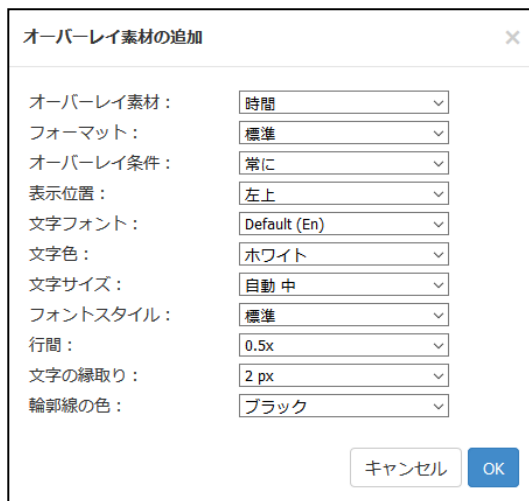 オーバーレイ素材の追加 ×
オーバーレイ素材： 時間
フォーマット： 標準
オーバーレイ条件： 常に
表示位置： 左上
文字フォント： Default (En)
文字色： ホワイト
文字サイズ： 自動 中
フォントスタイル： 標準
行間： 0.5x
文字の縁取り： 2 px
輪郭線の色： ブラック
キャンセル OK